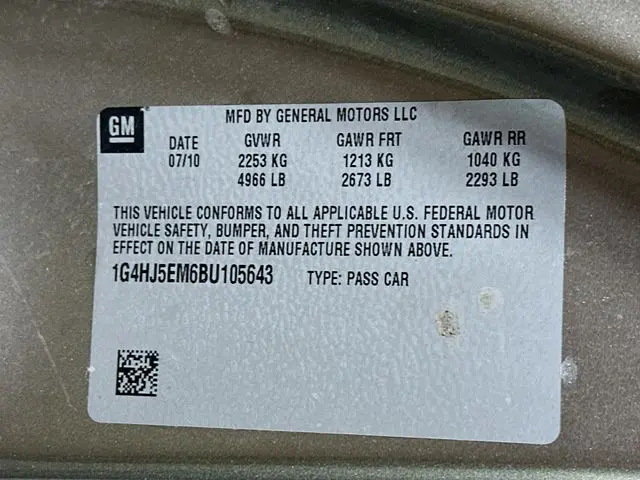 GM
MFD BY GENERAL MOTORS LLC
DATE GVWR GAWR FRT GAWR RR
07/10 2253 KG 1213 KG 1040 KG
4966 LB 2673 LB 2293 LB
THIS VEHICLE CONFORMS TO ALL APPLICABLE U.S. FEDERAL MOTOR
VEHICLE SAFETY, BUMPER, AND THEFT PREVENTION STANDARDS IN
EFFECT ON THE DATE OF MANUFACTURE SHOWN ABOVE.
1G4HJ5EM6BU105643 TYPE: PASS CAR